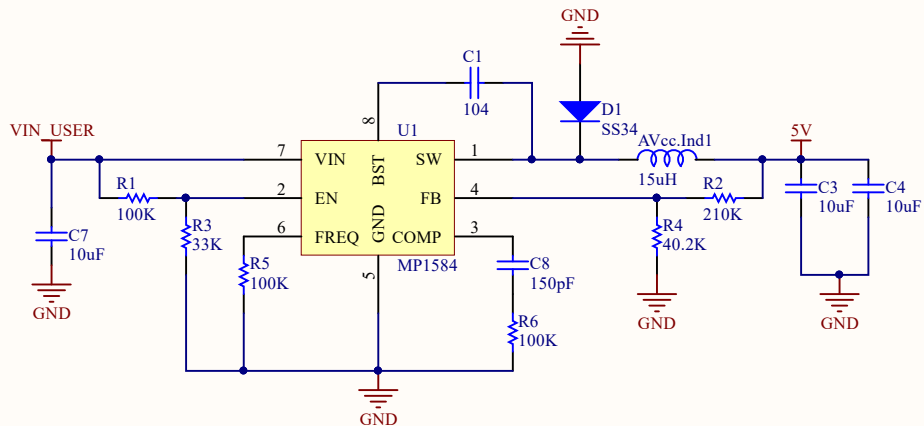 GND
C1
104
8
U1
D1
SS34
VIN_USER
AVcc.Ind1
5V
7
VIN
BST
SW
1
15uH
R1
100K
2
EN
FB
4
R2
210K
C3
10uF
C4
10uF
R3
33K
6
FREQ
GND
COMP
3
R4
40.2K
C7
10uF
R5
100K
5
MP1584
C8
150pF
GND
GND
GND
R6
100K
GND